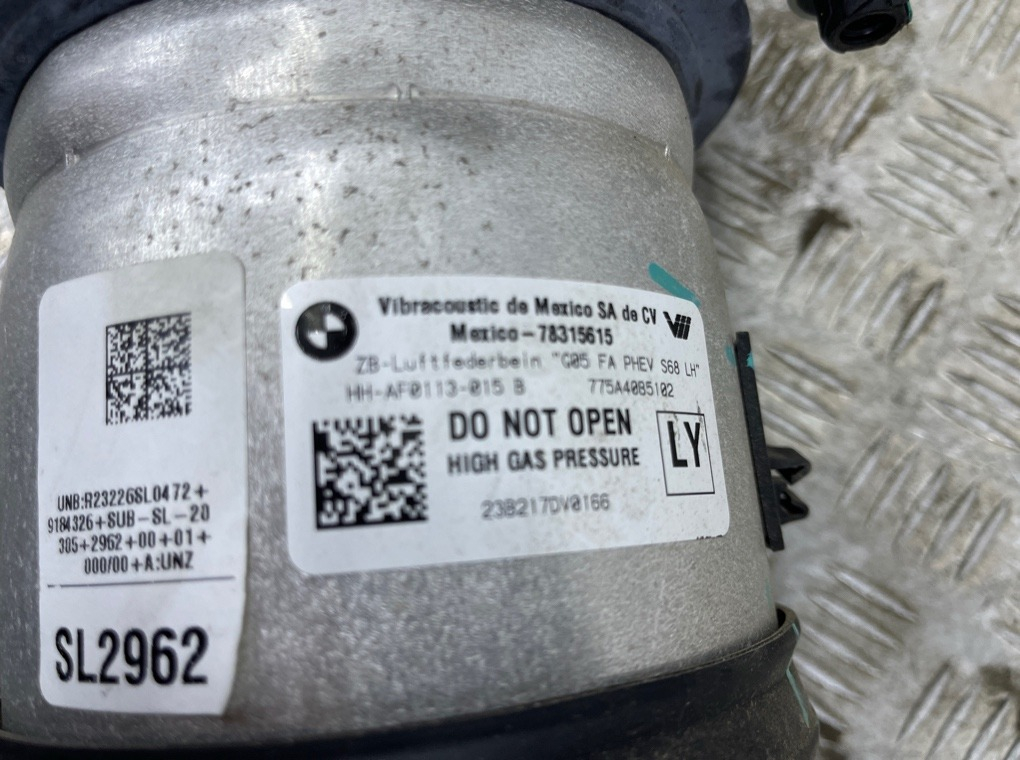 UNB:R23226SL0472+
9184326+SUB-SL-20
305+2962+00+01+
000/00+A:UNZ
SL2962
Vibracoustic de Mexico SA de CV
Mexico-78315615
ZB-Luftfederbein "G05 FA PHEV S68 LH"
HH-AF0113-015 B 775A4085102
DO NOT OPEN
HIGH GAS PRESSURE
LY
23B217DV0166